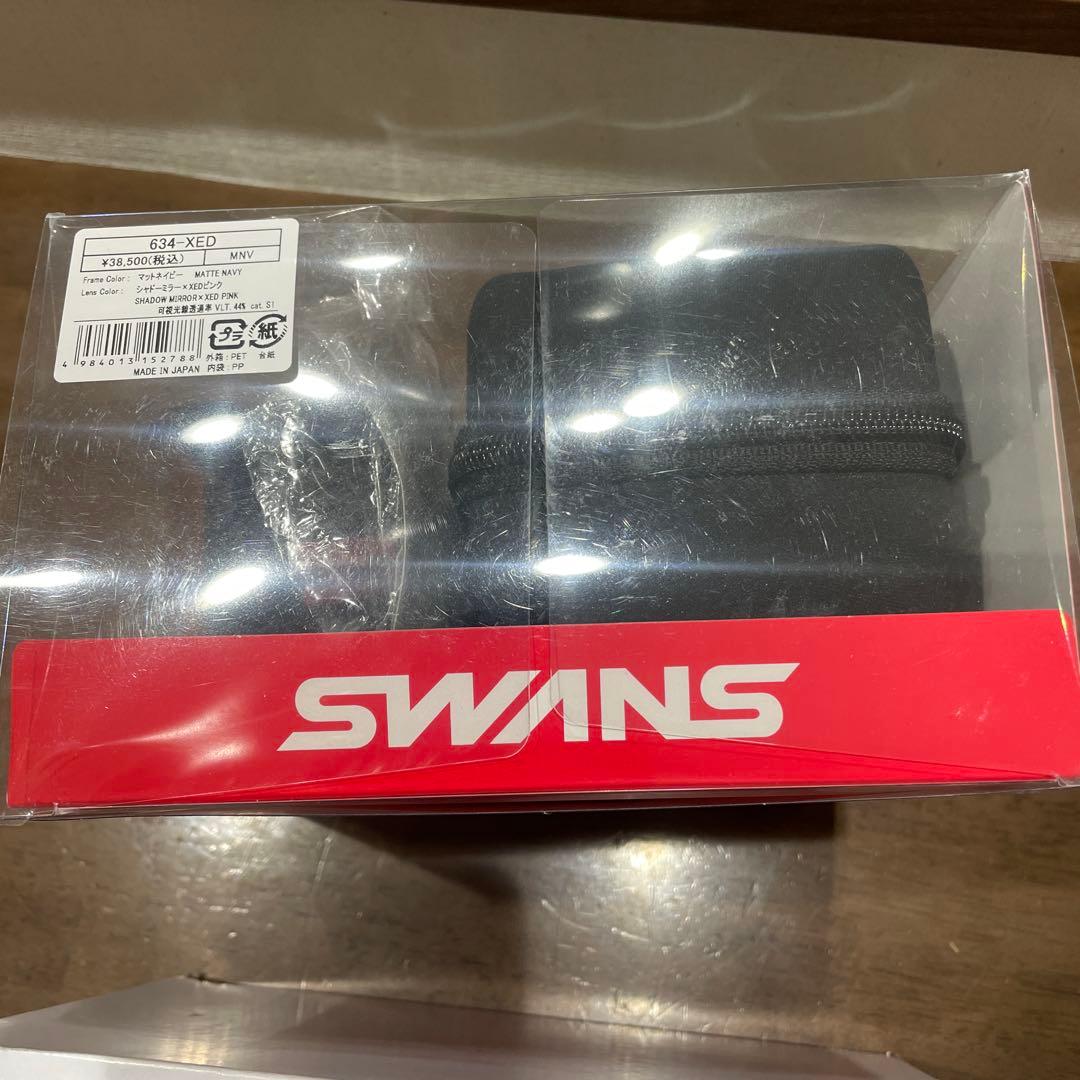 634-XED
¥38,500(税込) MNV
Frame Color : マットネイビー MATTE NAVY
Lens Color : シャドーミラー×XEDピンク
SHADOW MIRROR×XED PINK
可視光線透過率 VLT. 44% cat. S1
プラ 紙
4 984013 152788 外箱 : PET 台紙
MADE IN JAPAN 内袋 : PP
SWANS